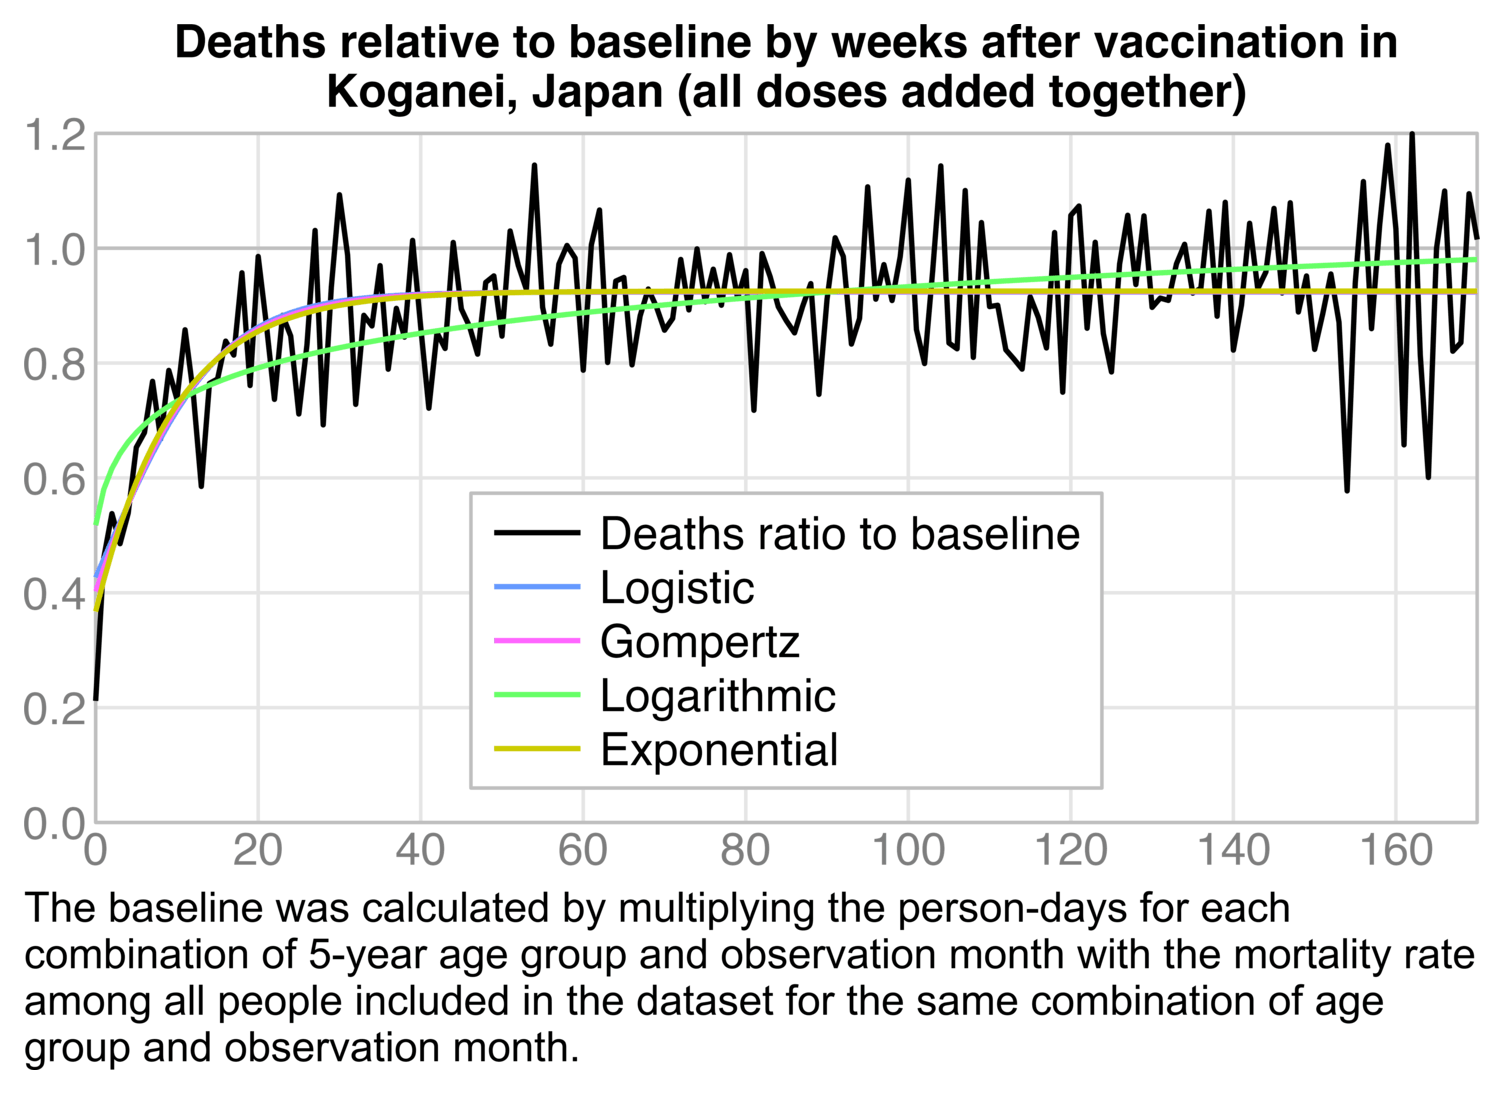 Deaths relative to baseline by weeks after vaccination in
Koganei, Japan (all doses added together)
1.2
1.0
0.8
0.6
0.4
0.2
0.0
Deaths ratio to baseline
Logistic
Gompertz
Logarithmic
Exponential
0 20 40 60 80 100 120 140 160
The baseline was calculated by multiplying the person-days for each
combination of 5-year age group and observation month with the mortality rate
among all people included in the dataset for the same combination of age
group and observation month.